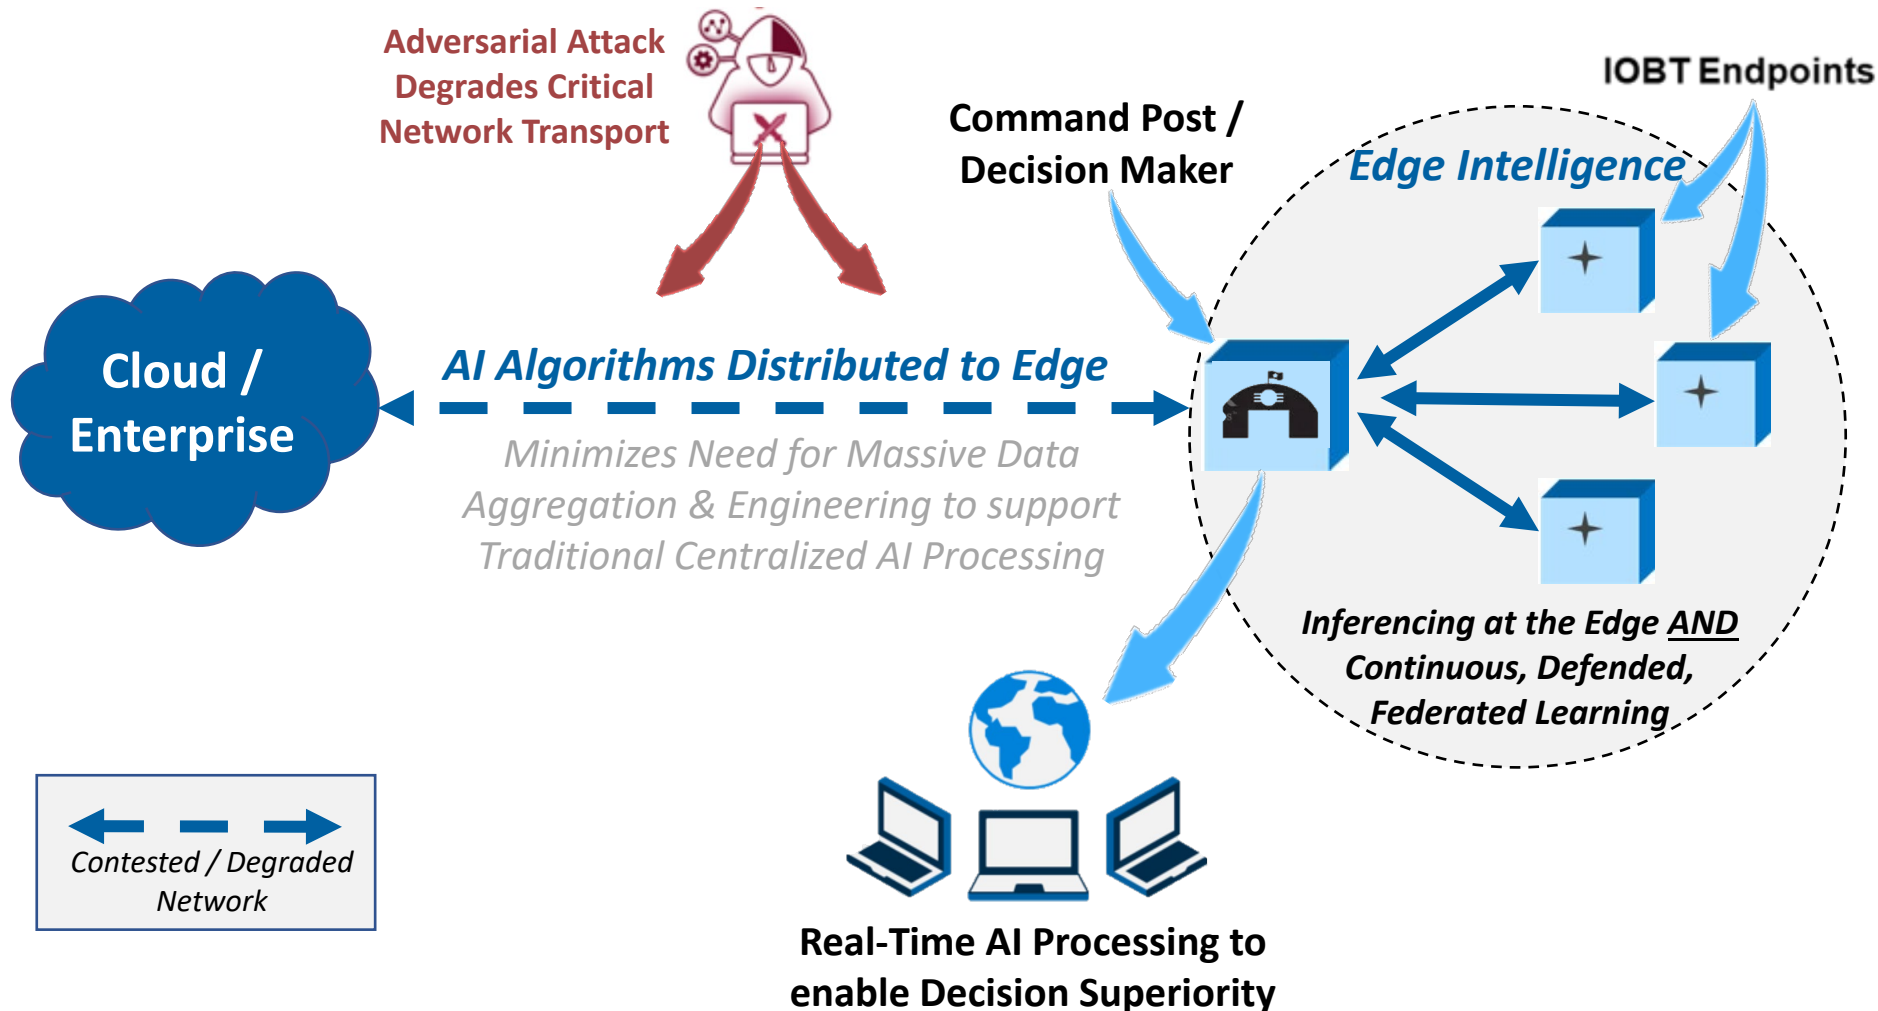 Adversarial Attack
Degrades Critical
Network Transport
IOBT Endpoints
Command Post /
Decision Maker
Edge Intelligence
Cloud /
Enterprise
AI Algorithms Distributed to Edge
Minimizes Need for Massive Data
Aggregation & Engineering to support
Traditional Centralized AI Processing
Inferencing at the Edge AND
Continuous, Defended,
Federated Learning
Contested / Degraded
Network
Real-Time AI Processing to
enable Decision Superiority